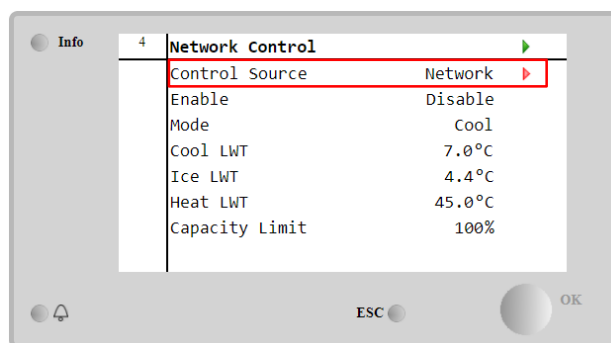 Info
4 Network Control
Control Source Network
Enable Disable
Mode Cool
Cool LWT 7.0°C
Ice LWT 4.4°C
Heat LWT 45.0°C
Capacity Limit 100%
ESC OK